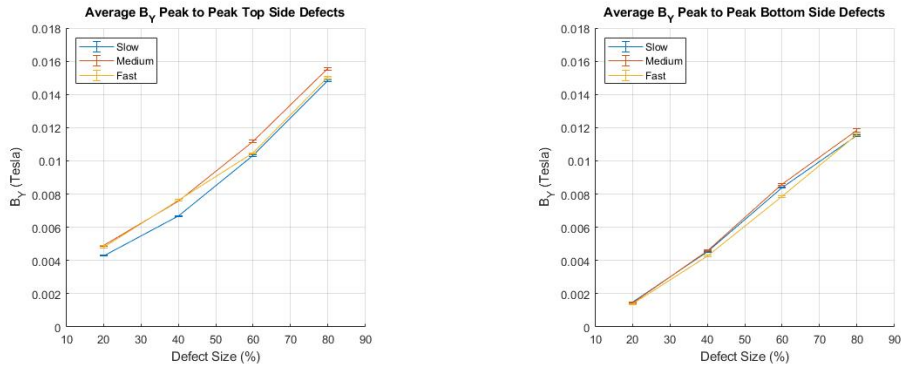 Average B_Y Peak to Peak Top Side Defects
0.018
0.016
0.014
0.012
0.01
0.008
0.006
0.004
0.002
0
B_Y (Tesla)
Slow
Medium
Fast
10 20 30 40 50 60 70 80 90
Defect Size (%)
Average B_Y Peak to Peak Bottom Side Defects
0.018
0.016
0.014
0.012
0.01
0.008
0.006
0.004
0.002
0
B_Y (Tesla)
Slow
Medium
Fast
10 20 30 40 50 60 70 80 90
Defect Size (%)